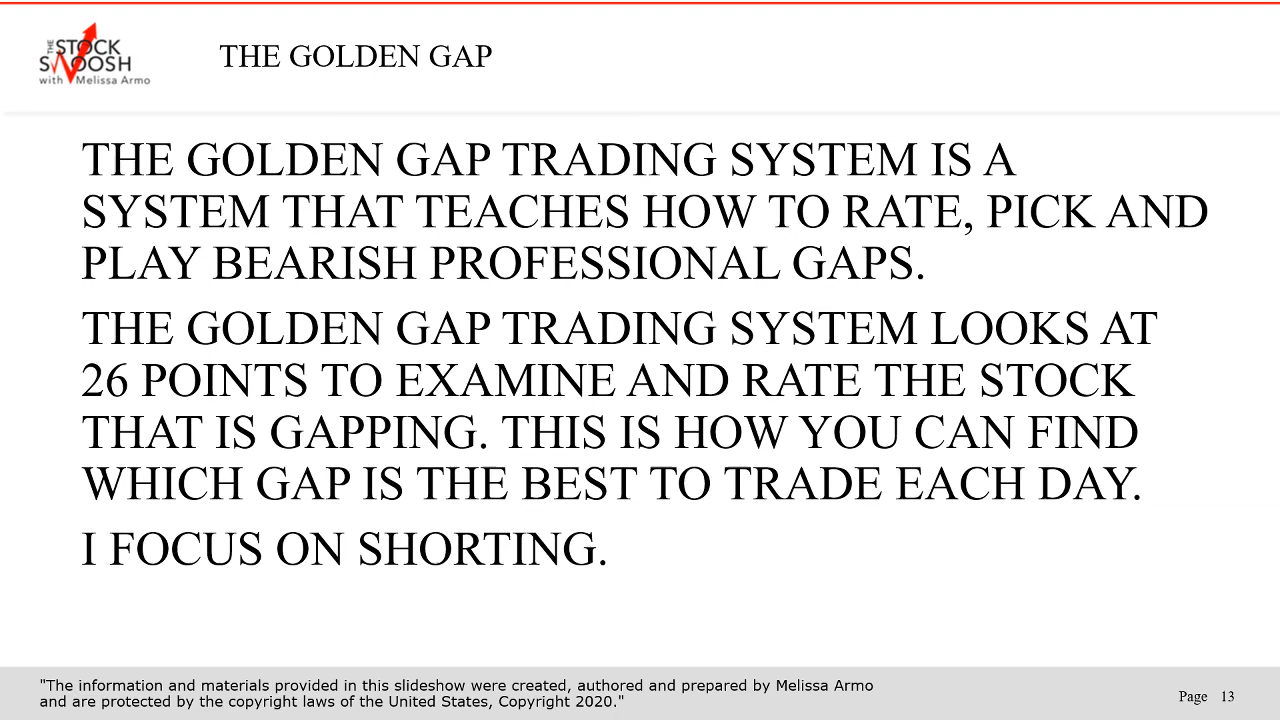 THE
STOCK
SWOOSH
with Melissa Armo
THE GOLDEN GAP
THE GOLDEN GAP TRADING SYSTEM IS A
SYSTEM THAT TEACHES HOW TO RATE, PICK AND
PLAY BEARISH PROFESSIONAL GAPS.
THE GOLDEN GAP TRADING SYSTEM LOOKS AT
26 POINTS TO EXAMINE AND RATE THE STOCK
THAT IS GAPPING. THIS IS HOW YOU CAN FIND
WHICH GAP IS THE BEST TO TRADE EACH DAY.
I FOCUS ON SHORTING.
"The information and materials provided in this slideshow were created, authored and prepared by Melissa Armo
and are protected by the copyright laws of the United States, Copyright 2020."
Page 13